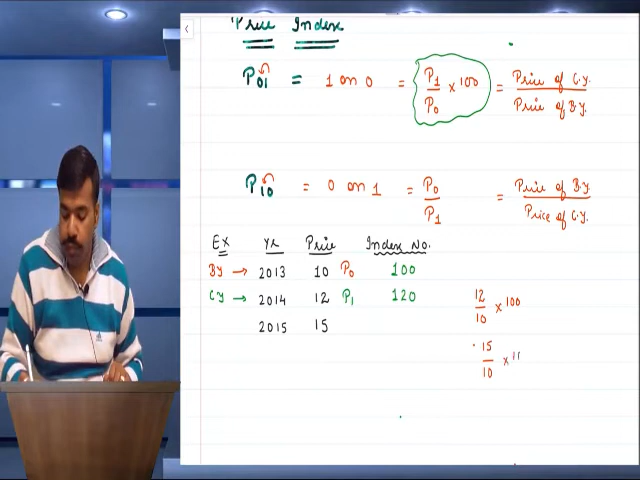 Price Index
P01 = 1 on 0 = P1/P0 × 100 = Price of C.Y./Price of B.Y.
P10 = 0 on 1 = P0/P1 = Price of B.Y/Price of C.Y.
Ex Yr Price Index No.
BY → 2013 10 P0 100
CY → 2014 12 P1 120
12/10 × 100
2015 15
15/10 × 1